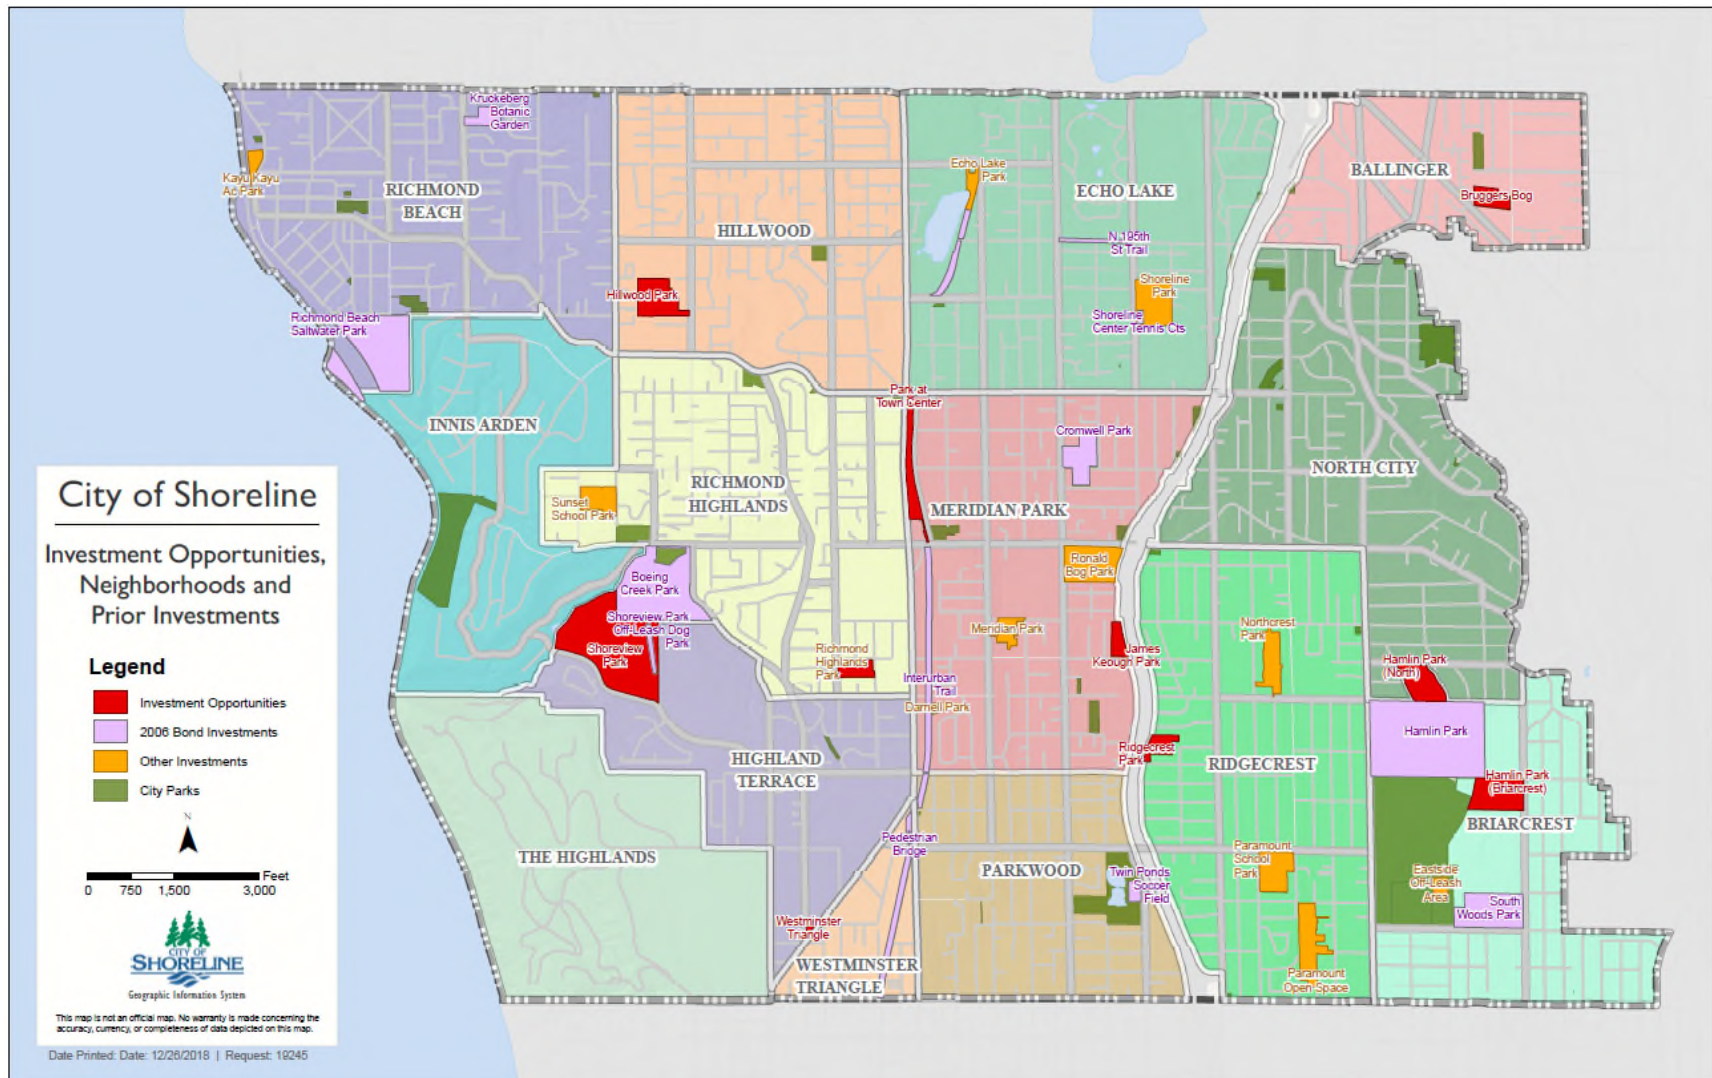 Kruckeberg
Botanic
Garden
Kayu Kayu
Ac Park
RICHMOND
BEACH
HILLWOOD
Echo Lake
Park
ECHO LAKE
BALLINGER
Bruggers Bog
N 195th
St Trail
Hillwood Park
Shoreline
Park
Shoreline
Center Tennis Cts
Richmond Beach
Saltwater Park
Park at
Town Center
INNIS ARDEN
Cromwell Park
NORTH CITY
RICHMOND
HIGHLANDS
MERIDIAN PARK
Sunset
School Park
Ronald
Bog Park
Boeing
Creek Park
Shoreview Park
Off-Leash Dog
Park
Shoreview
Park
Meridian Park
Northcrest
Park
James
Keough Park
Richmond
Highlands
Park
Hamlin Park
(North)
Interurban
Trail
Darnell Park
Hamlin Park
HIGHLAND
TERRACE
Ridgecrest
Park
RIDGECREST
Hamlin Park
(Briarcrest)
BRIARCREST
THE HIGHLANDS
Pedestrian
Bridge
PARKWOOD
Twin Ponds
Soccer
Field
Paramount
School
Park
Eastside
Off-Leash
Area
South
Woods Park
Westminster
Triangle
WESTMINSTER
TRIANGLE
Paramount
Open Space
City of Shoreline
Investment Opportunities,
Neighborhoods and
Prior Investments
Legend
Investment Opportunities
2006 Bond Investments
Other Investments
City Parks
N
Feet
0 750 1,500 3,000
CITY OF
SHORELINE
Geographic Information System
This map is not an official map. No warranty is made concerning the
accuracy, currency, or completeness of data depicted on this map.
Date Printed: Date: 12/26/2018 | Request: 19245